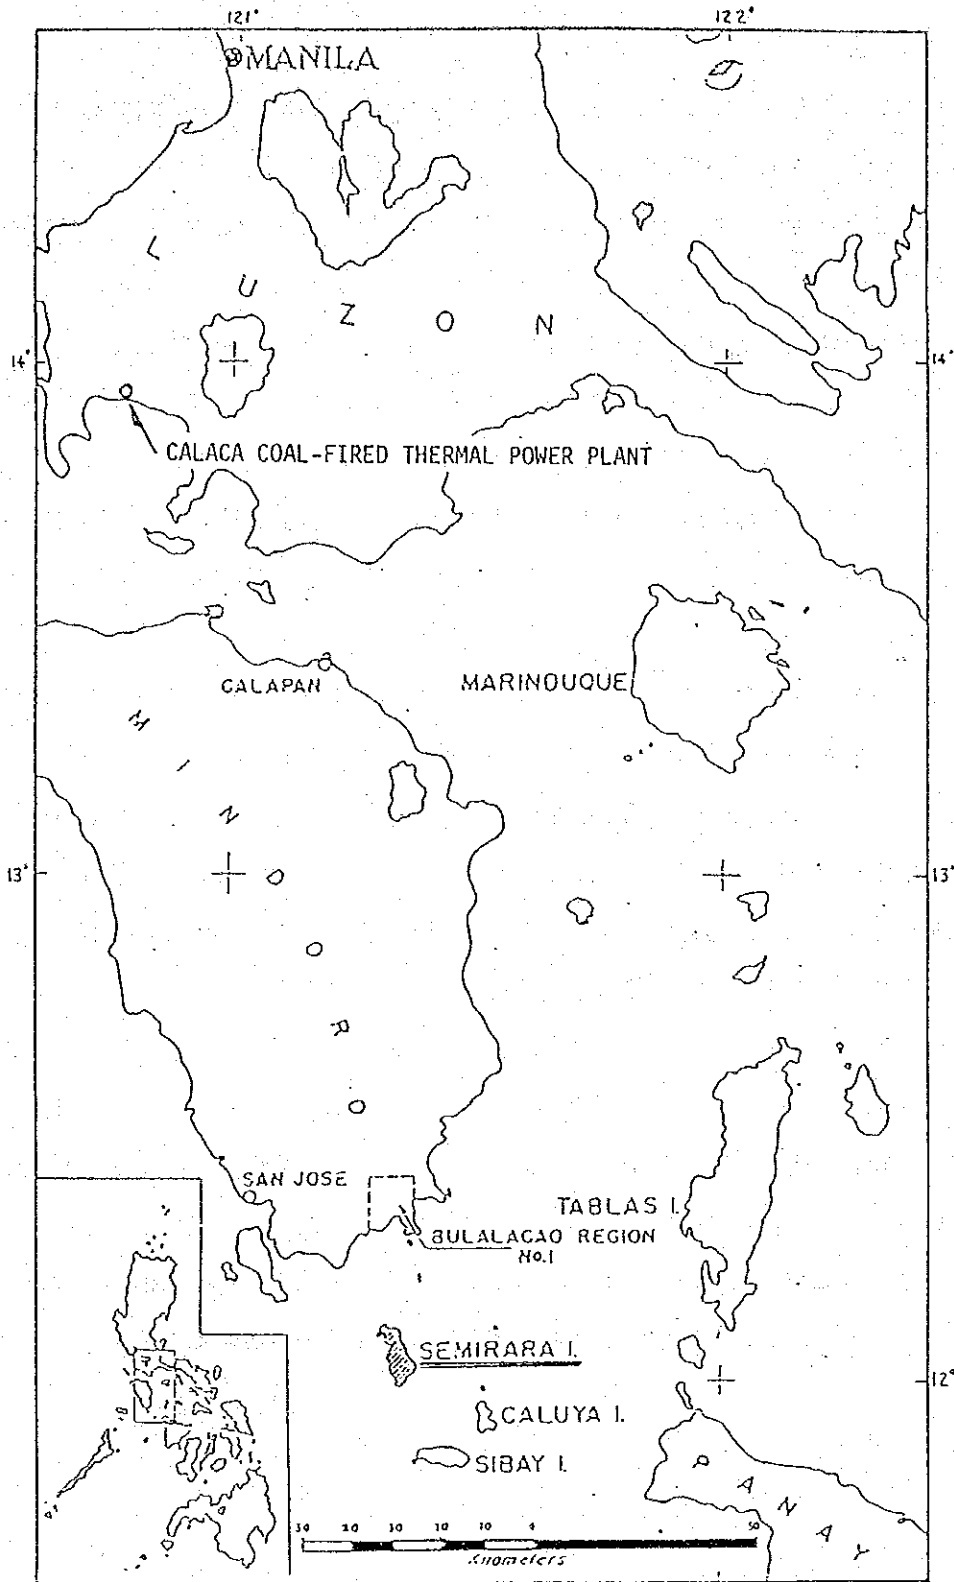 121° 122°
MANILA
L U Z O N
14° 14°
CALACA COAL-FIRED THERMAL POWER PLANT
CALAPAN MARINOUQUE
M I N
13° 13°
O
O
R
O
SAN JOSE
TABLAS I.
BULALACAO REGION
No.1
SEMIRARA I.
12°
CALUYA I.
SIBAY I.
P A N A Y
50
Kilometers